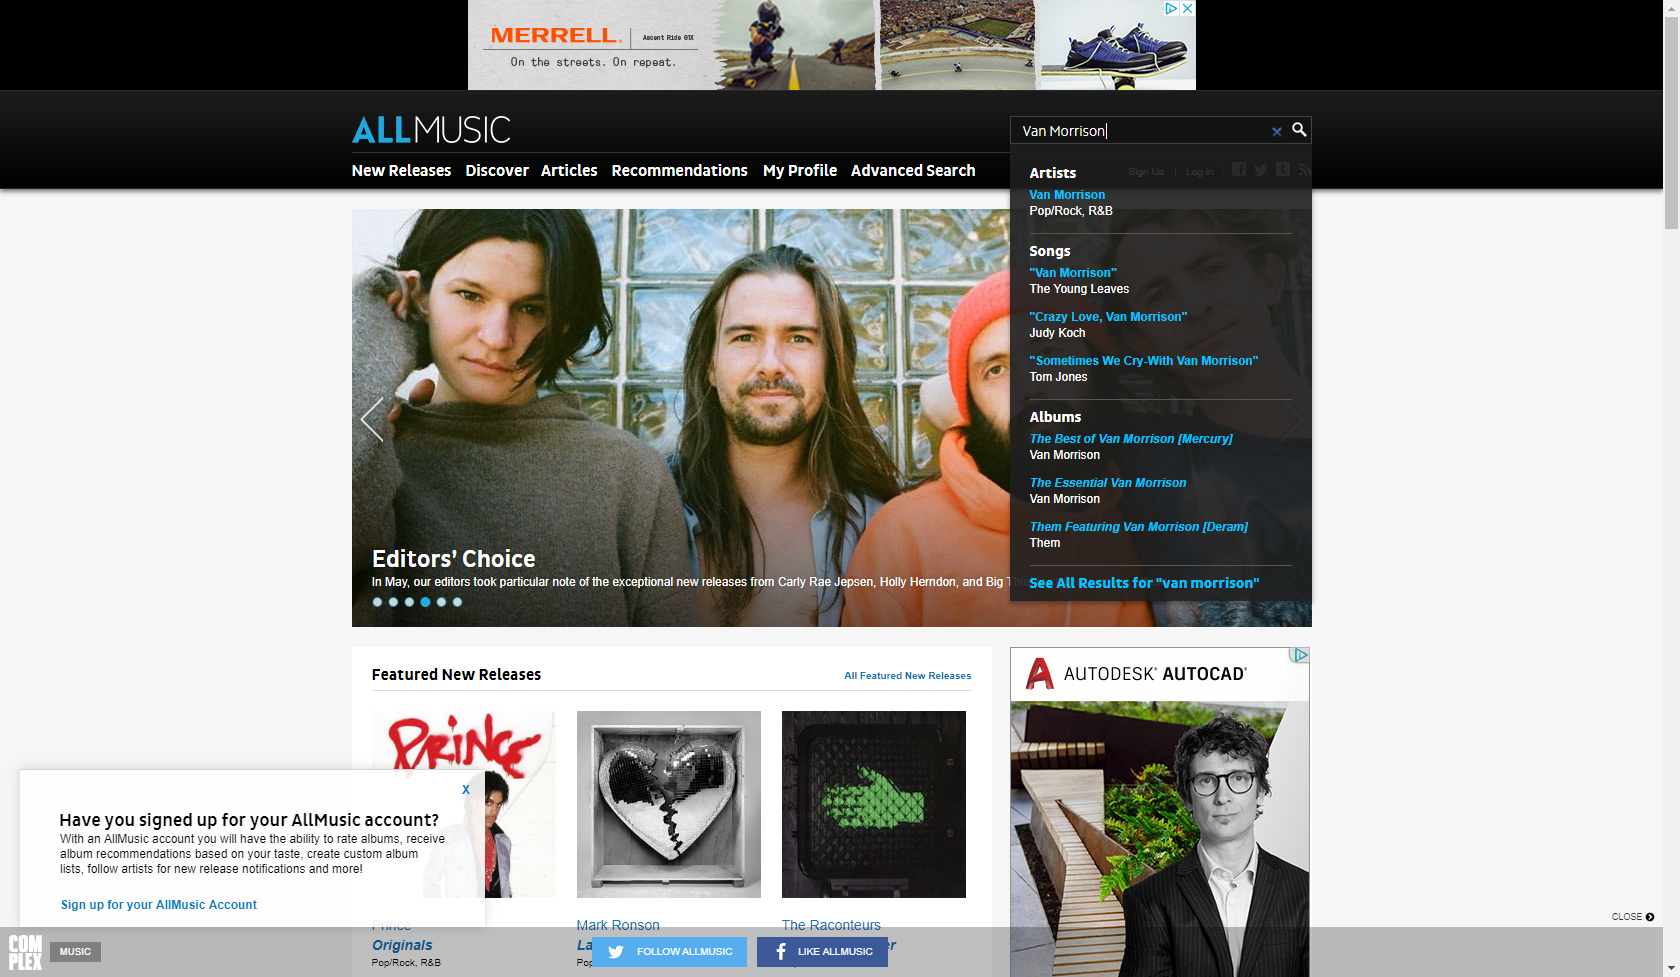 MERRELL
Ascent Ride GTX
On the streets. On repeat.
ALLMUSIC
Van Morrison
New Releases Discover Articles Recommendations My Profile Advanced Search
Sign Up | Log in
Artists
Van Morrison
Pop/Rock, R&B
Songs
"Van Morrison"
The Young Leaves
"Crazy Love, Van Morrison"
Judy Koch
"Sometimes We Cry-With Van Morrison"
Tom Jones
Albums
The Best of Van Morrison [Mercury]
Van Morrison
The Essential Van Morrison
Van Morrison
Them Featuring Van Morrison [Deram]
Them
See All Results for "van morrison"
Editors' Choice
In May, our editors took particular note of the exceptional new releases from Carly Rae Jepsen, Holly Herndon, and Big
Featured New Releases
All Featured New Releases
PRINCE
AUTODESK® AUTOCAD®
X
Have you signed up for your AllMusic account?
With an AllMusic account you will have the ability to rate albums, receive
album recommendations based on your taste, create custom album
lists, follow artists for new release notifications and more!
Sign up for your AllMusic Account
Prince
Originals
Pop/Rock, R&B
Mark Ronson
The Raconteurs
CLOSE
COMPLEX
MUSIC
FOLLOW ALLMUSIC
LIKE ALLMUSIC